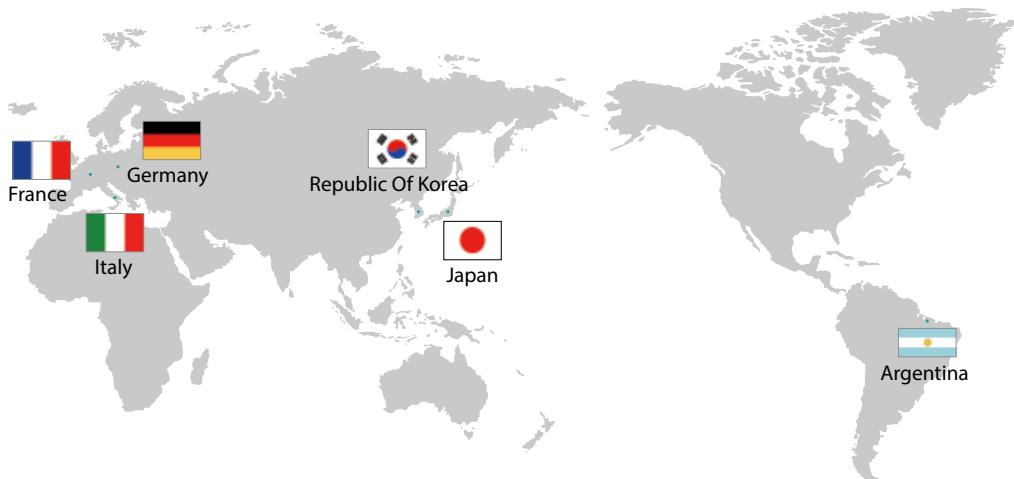 Germany
Republic Of Korea
France
Italy
Japan
Argentina